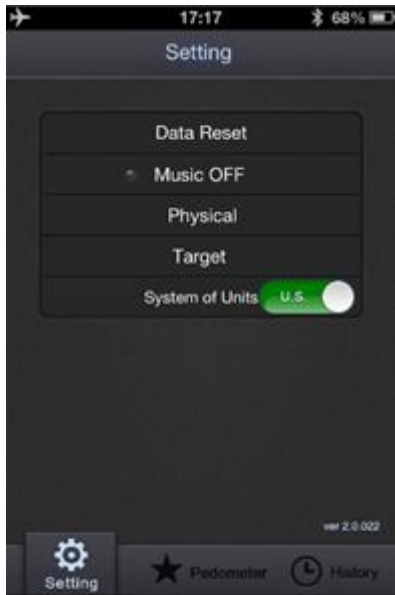 17:17 68%
Setting
Data Reset
Music OFF
Physical
Target
System of Units U.S.
ver 2.0.022
Setting Pedometer History